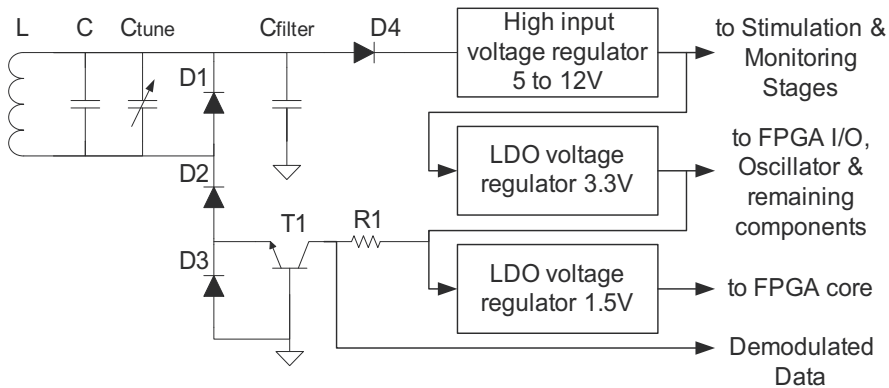 L
C
Ctune
Cfilter
D4
High input
voltage regulator
5 to 12V
to Stimulation &
Monitoring
Stages
D1
D2
LDO voltage
regulator 3.3V
to FPGA I/O,
Oscillator &
remaining
components
T1
R1
D3
LDO voltage
regulator 1.5V
to FPGA core
Demodulated
Data